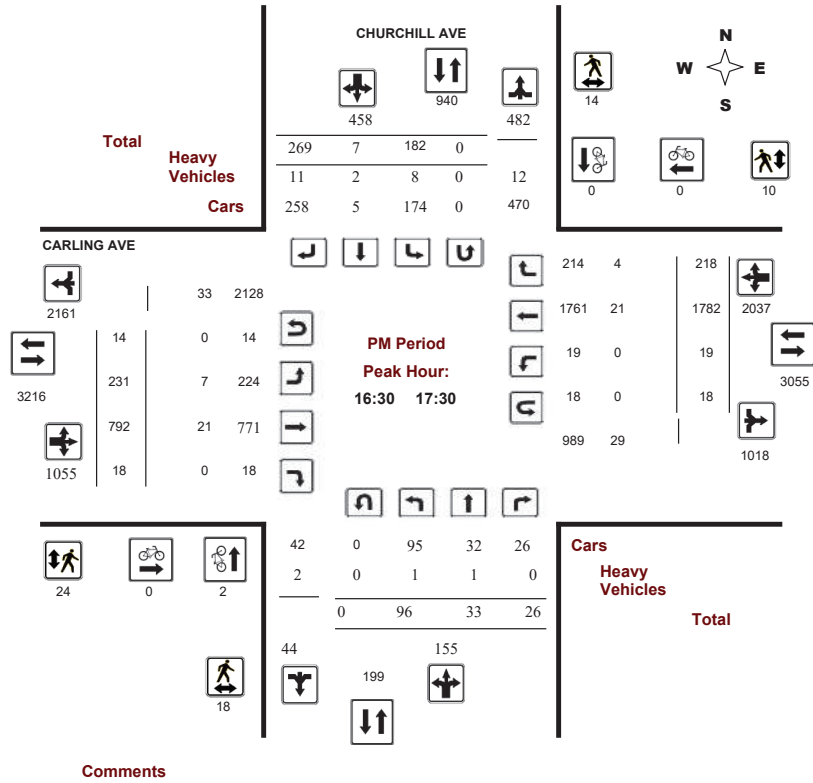 CHURCHILL AVE
N
W E
S
940
14
458 482
Total 269 7 182 0
Heavy
Vehicles
11 2 8 0 12
Cars 258 5 174 0 470
0 0 10
CARLING AVE
2161 33 2128
214 4 218
1761 21 1782 2037
14 0 14
19 0 19
3216
231 7 224
18 0 18
3055
792 21 771
989 29
1055 18 0 18
1018
PM Period
Peak Hour:
16:30 17:30
42 0 95 32 26 Cars
2 0 1 1 0 Heavy
Vehicles
0 96 33 26 Total
24 0 2
44 155
199
18
Comments